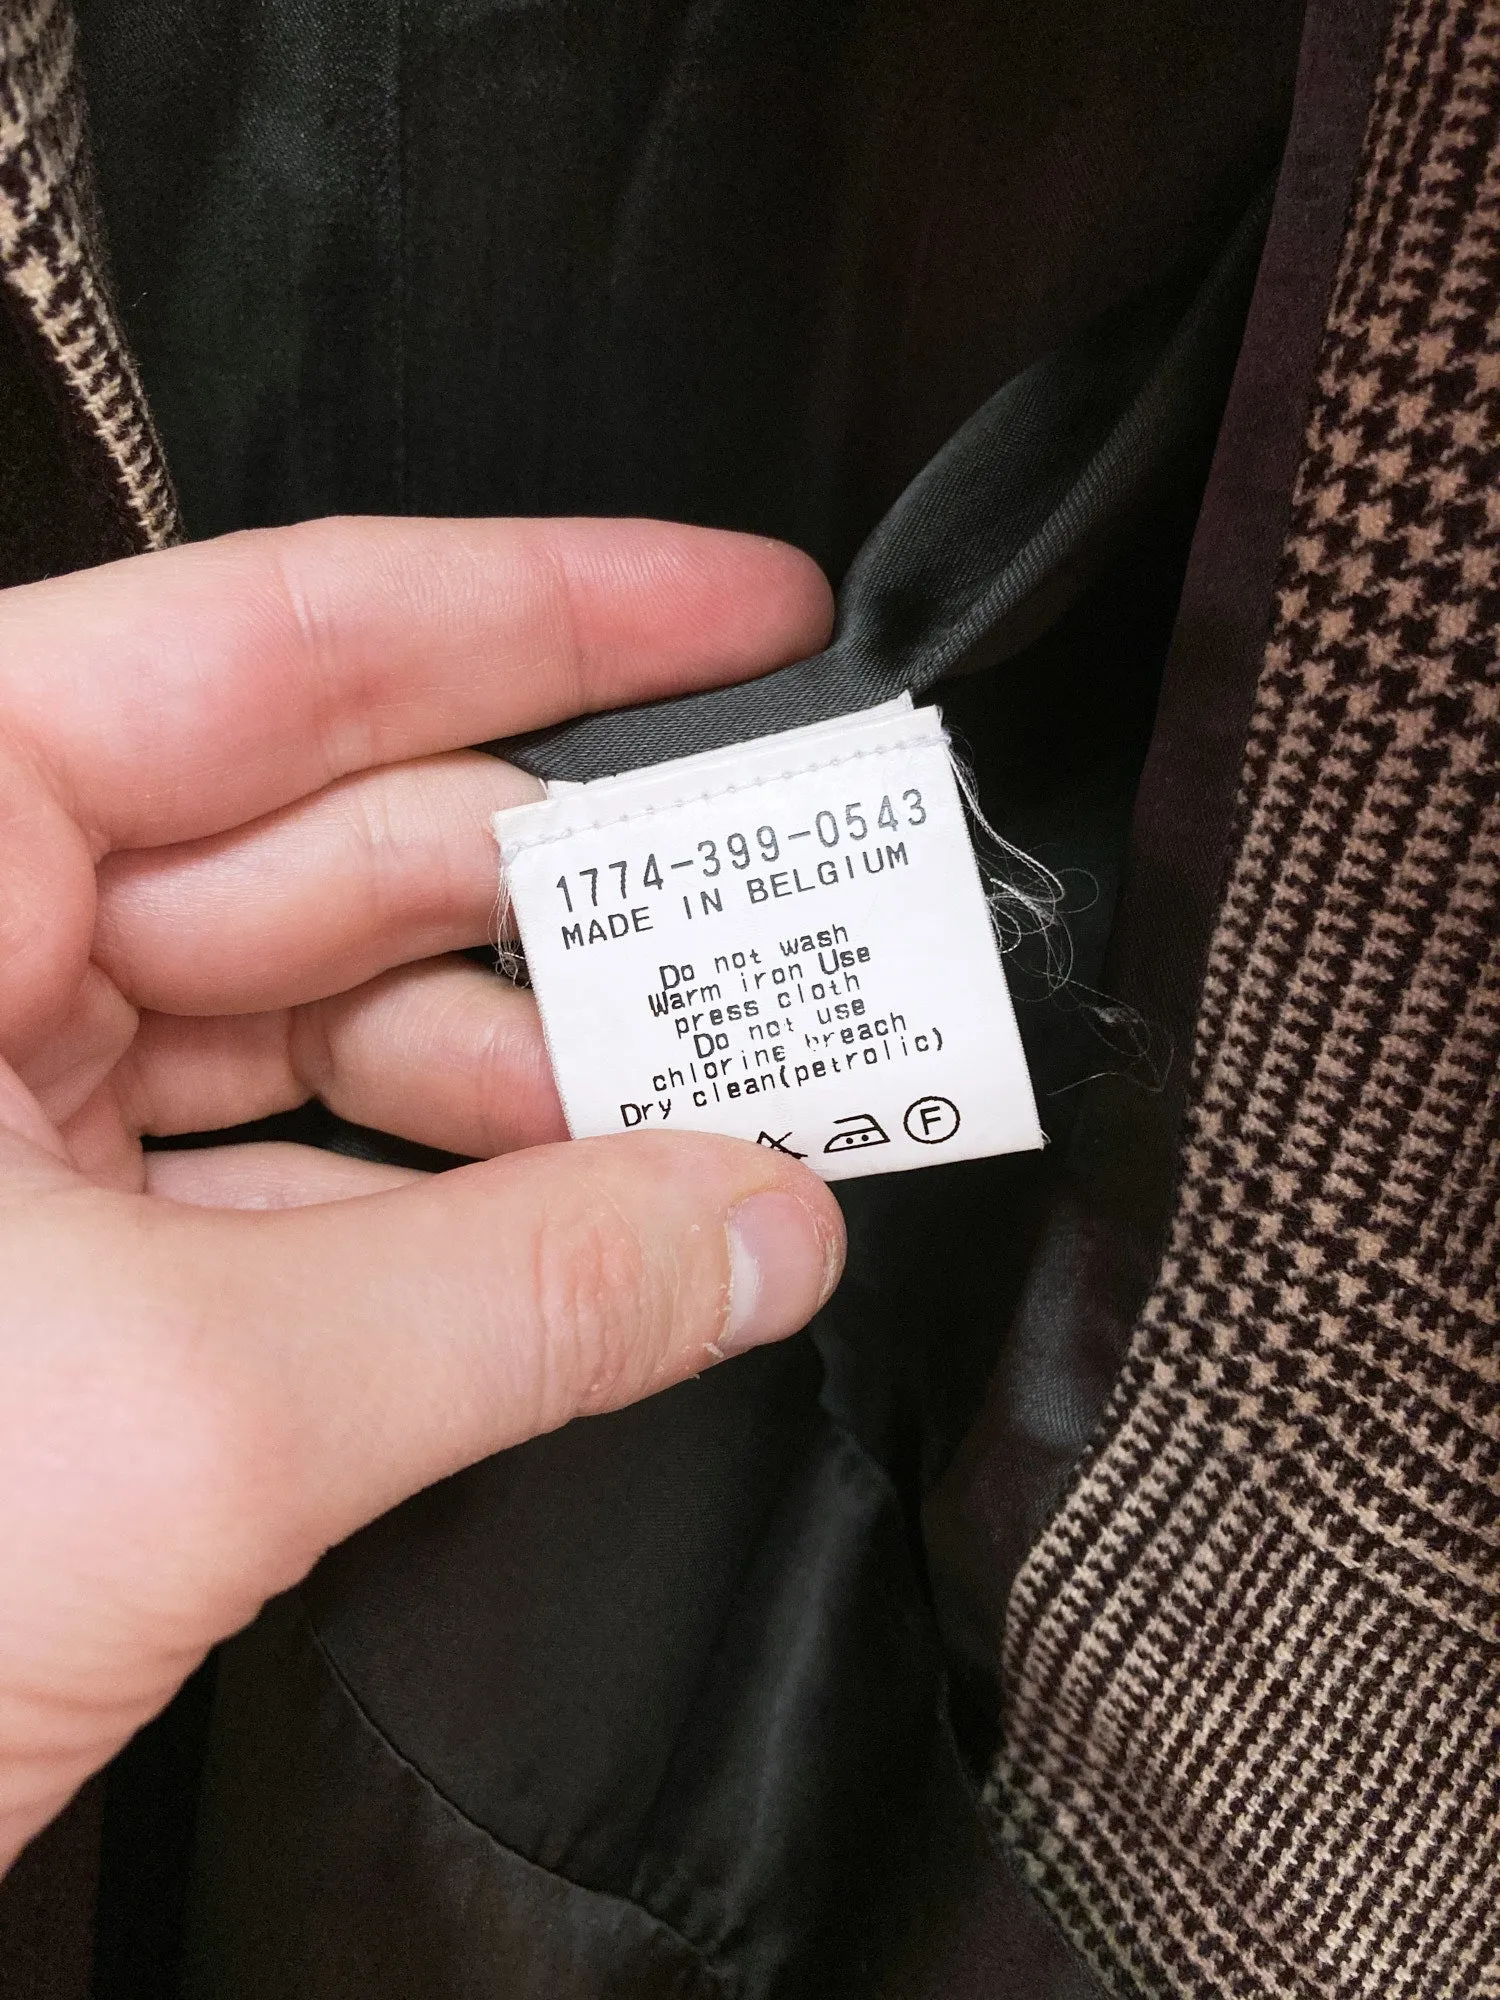 1774-399-0543
MADE IN BELGIUM
Do not wash
Warm iron Use
press cloth
Do not use
chlorine breach
Dry clean(petrolic)
F